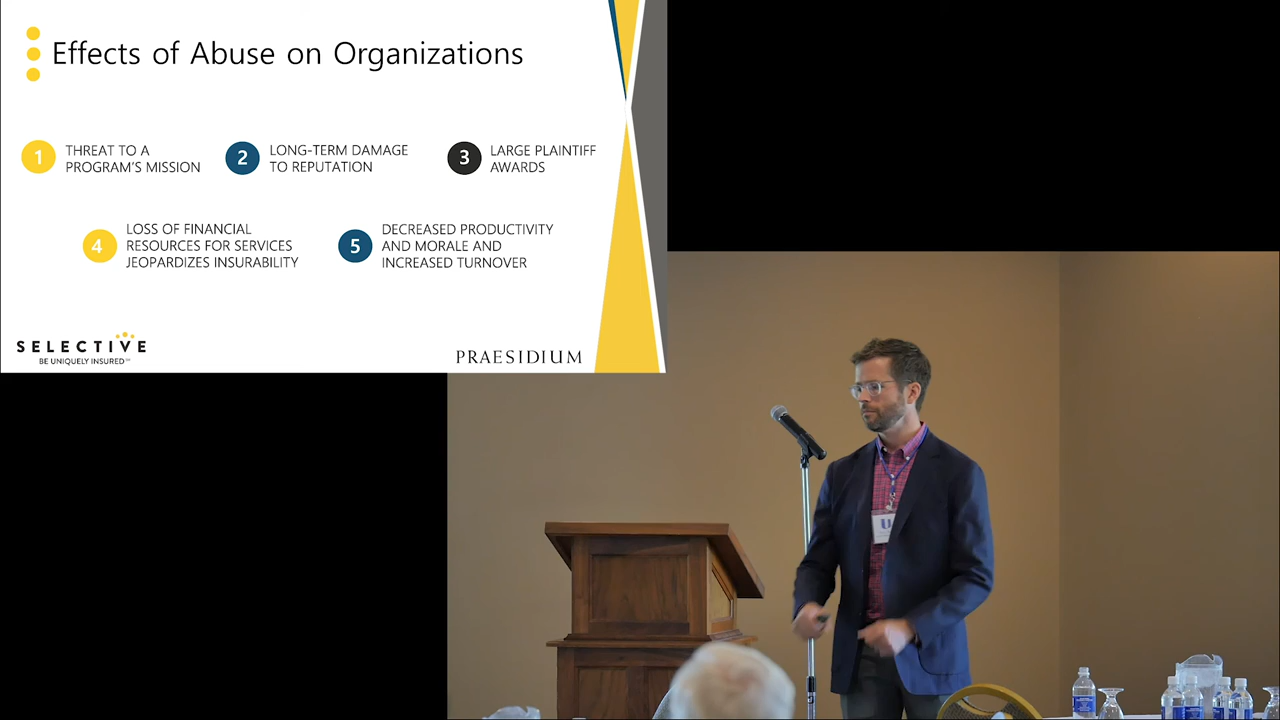 Effects of Abuse on Organizations
1
THREAT TO A
PROGRAM'S MISSION
2
LONG-TERM DAMAGE
TO REPUTATION
3
LARGE PLAINTIFF
AWARDS
4
LOSS OF FINANCIAL
RESOURCES FOR SERVICES
JEOPARDIZES INSURABILITY
5
DECREASED PRODUCTIVITY
AND MORALE AND
INCREASED TURNOVER
SELECTIVE
BE UNIQUELY INSURED
PRAESIDIUM